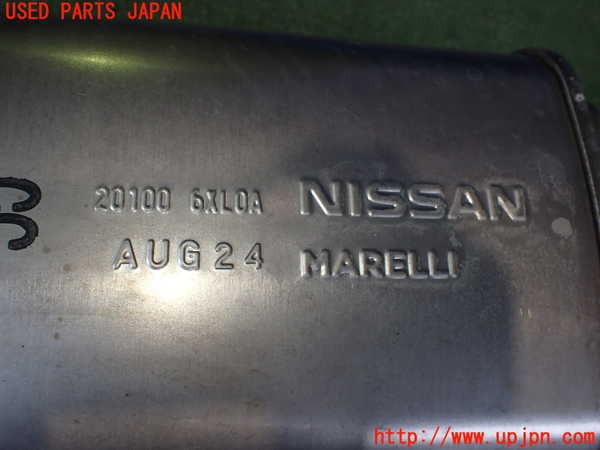 USED PARTS JAPAN
20100 6XL0A NISSAN
AUG24 MARELLI
http://www.upjpn.com/